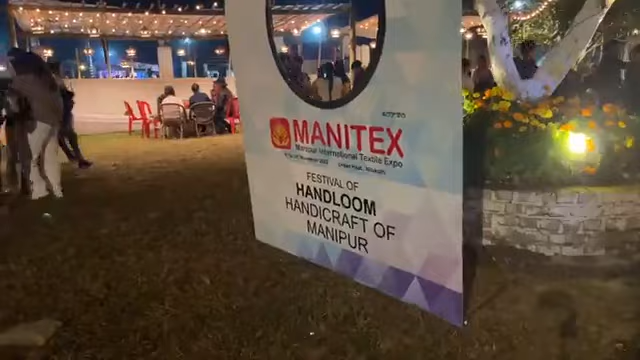 MANITEX
Manipur International Textile Expo
FESTIVAL OF
HANDLOOM
HANDICRAFT OF
MANIPUR